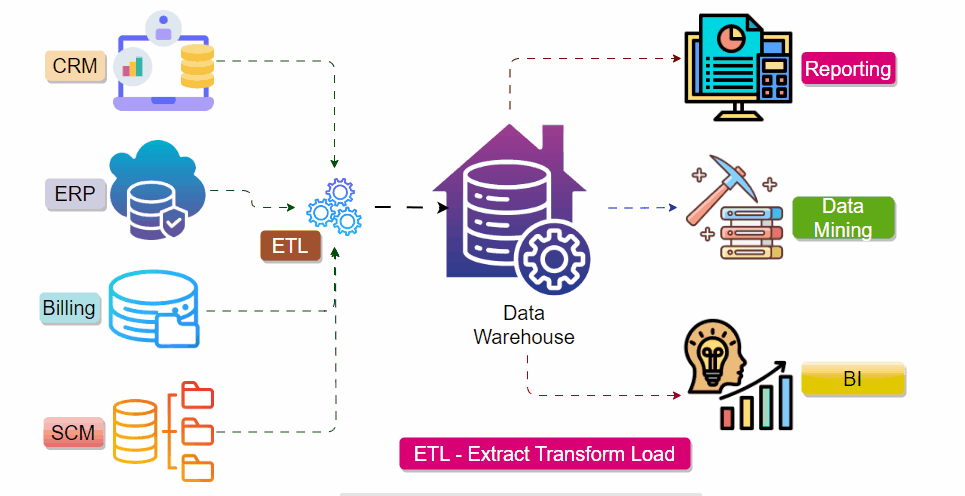 CRM
Reporting
ERP
Data
Mining
ETL
Billing
Data
Warehouse
BI
SCM
ETL - Extract Transform Load